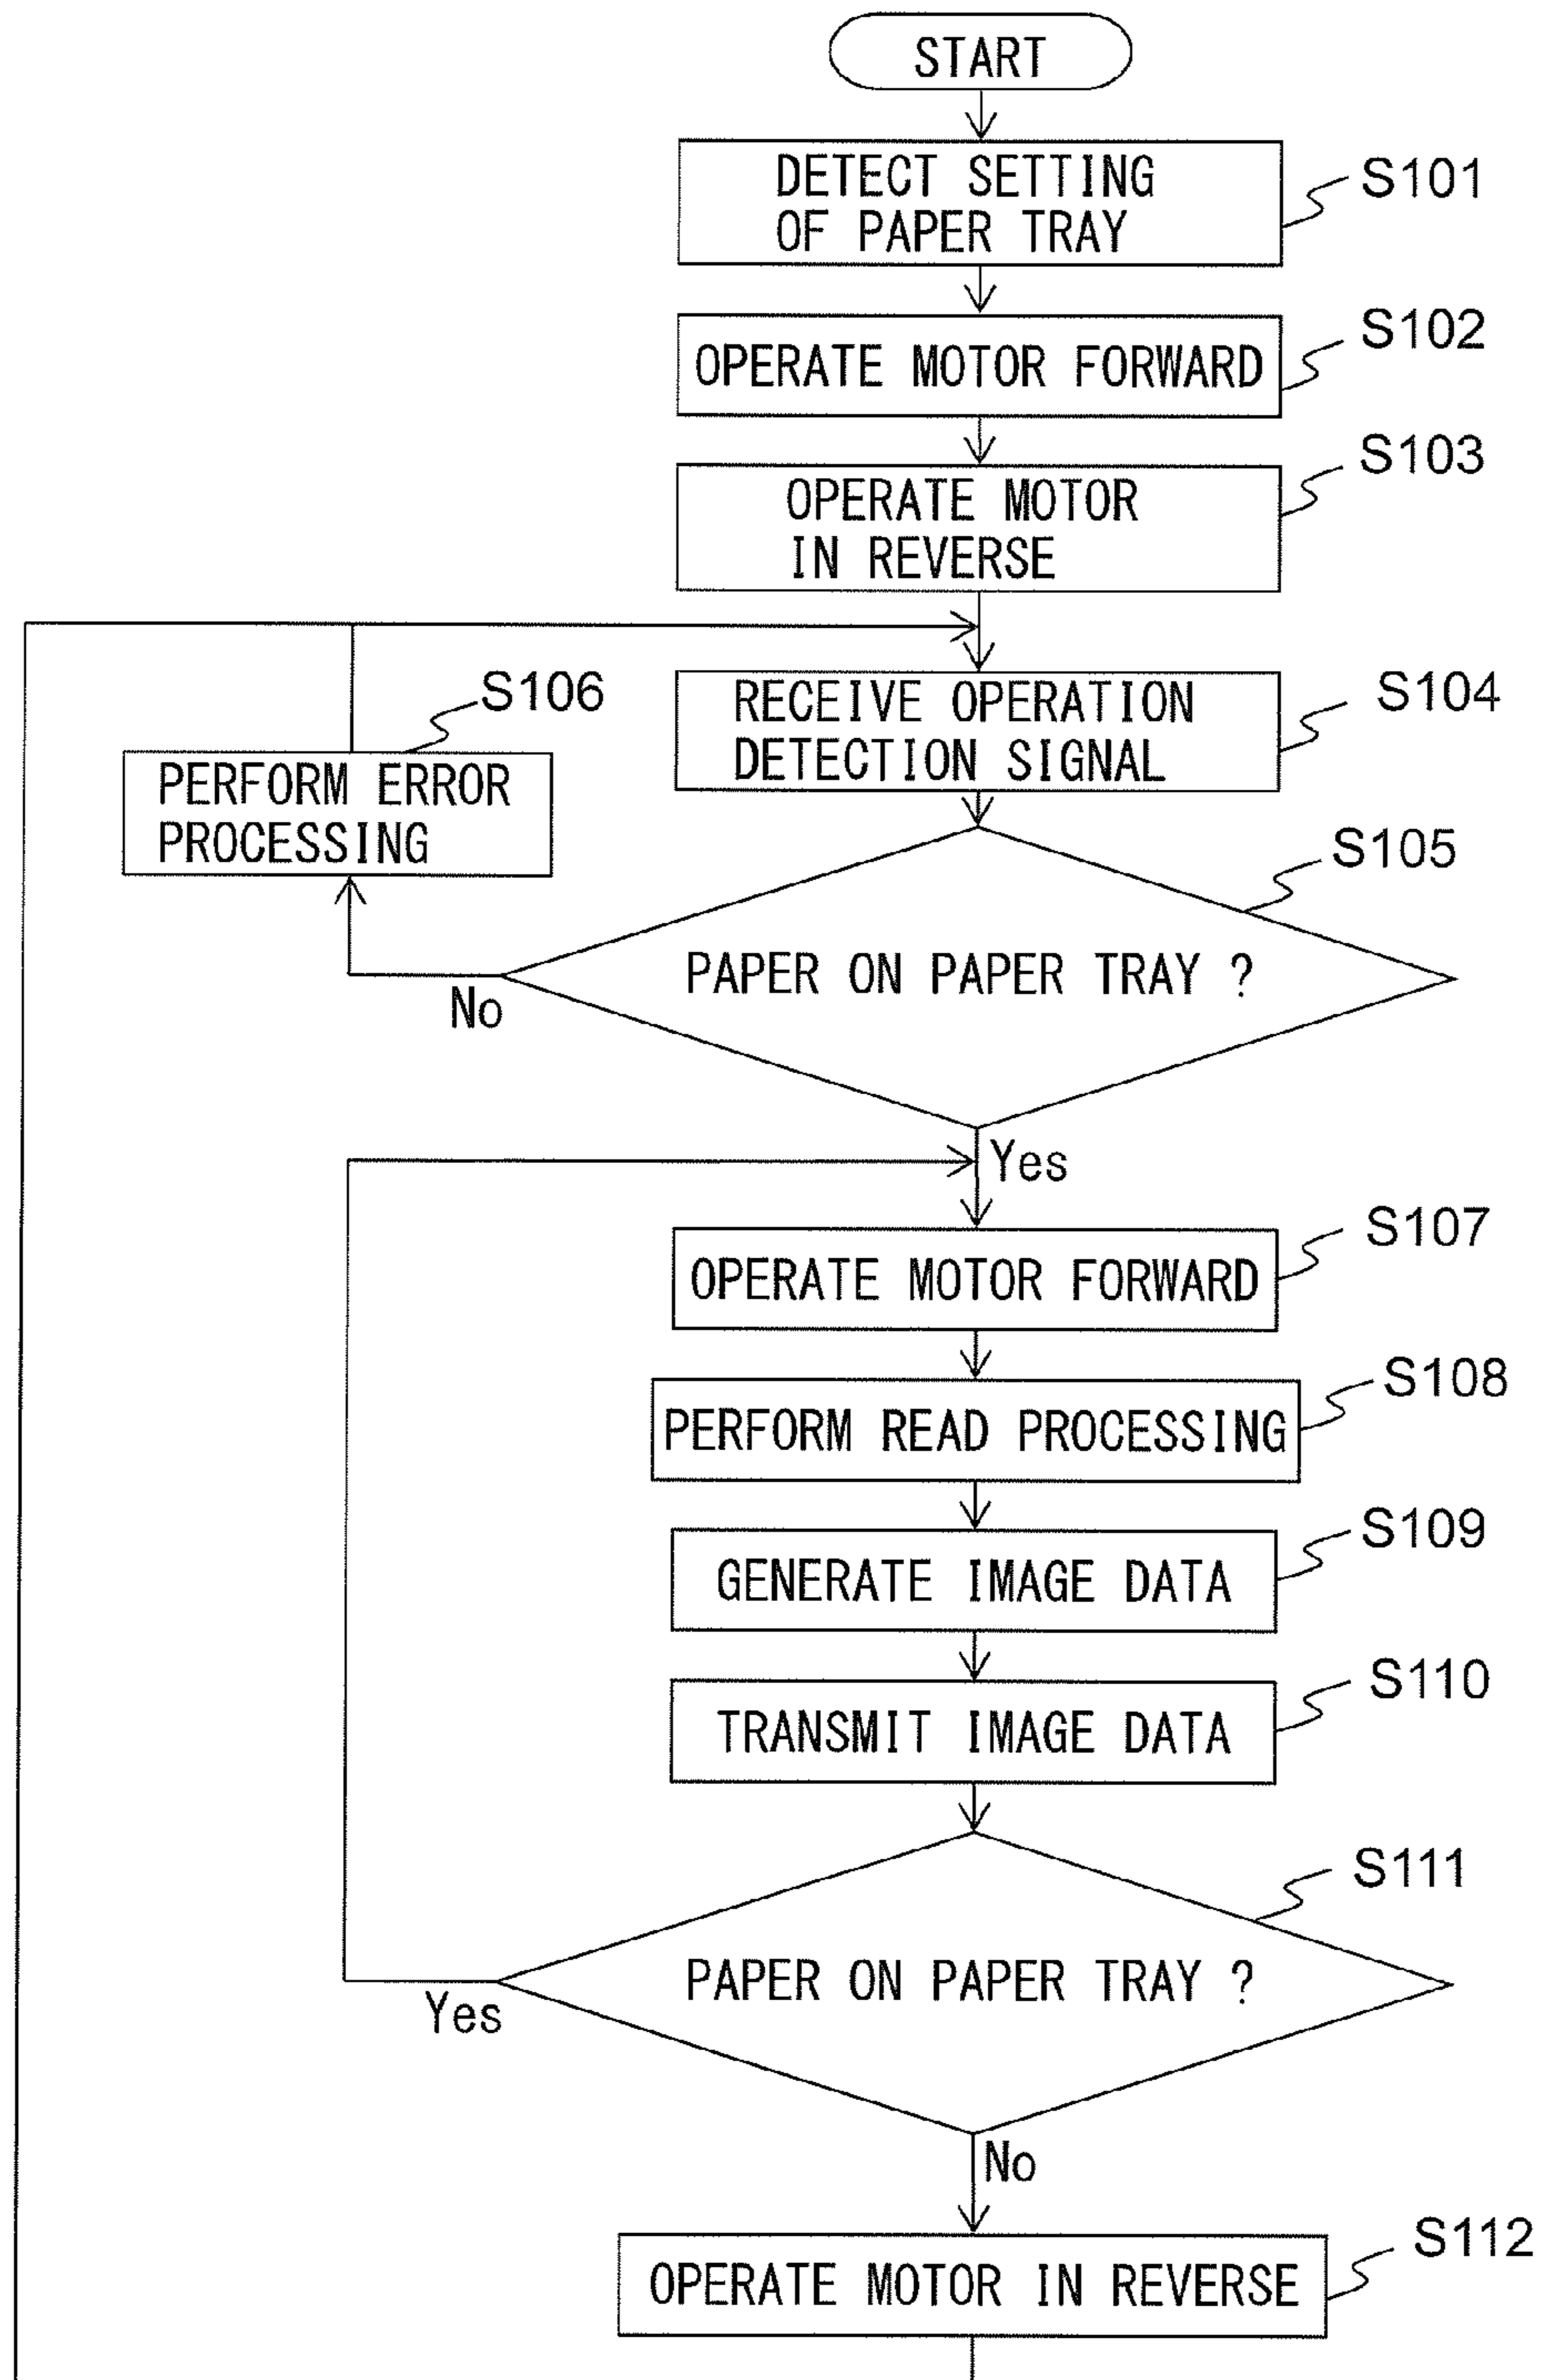 START
DETECT SETTING
OF PAPER TRAY
S101
OPERATE MOTOR FORWARD
S102
OPERATE MOTOR
IN REVERSE
S103
RECEIVE OPERATION
DETECTION SIGNAL
S104
S106
PERFORM ERROR
PROCESSING
S105
PAPER ON PAPER TRAY ?
No
Yes
OPERATE MOTOR FORWARD
S107
PERFORM READ PROCESSING
S108
GENERATE IMAGE DATA
S109
TRANSMIT IMAGE DATA
S110
S111
PAPER ON PAPER TRAY ?
Yes
No
OPERATE MOTOR IN REVERSE
S112